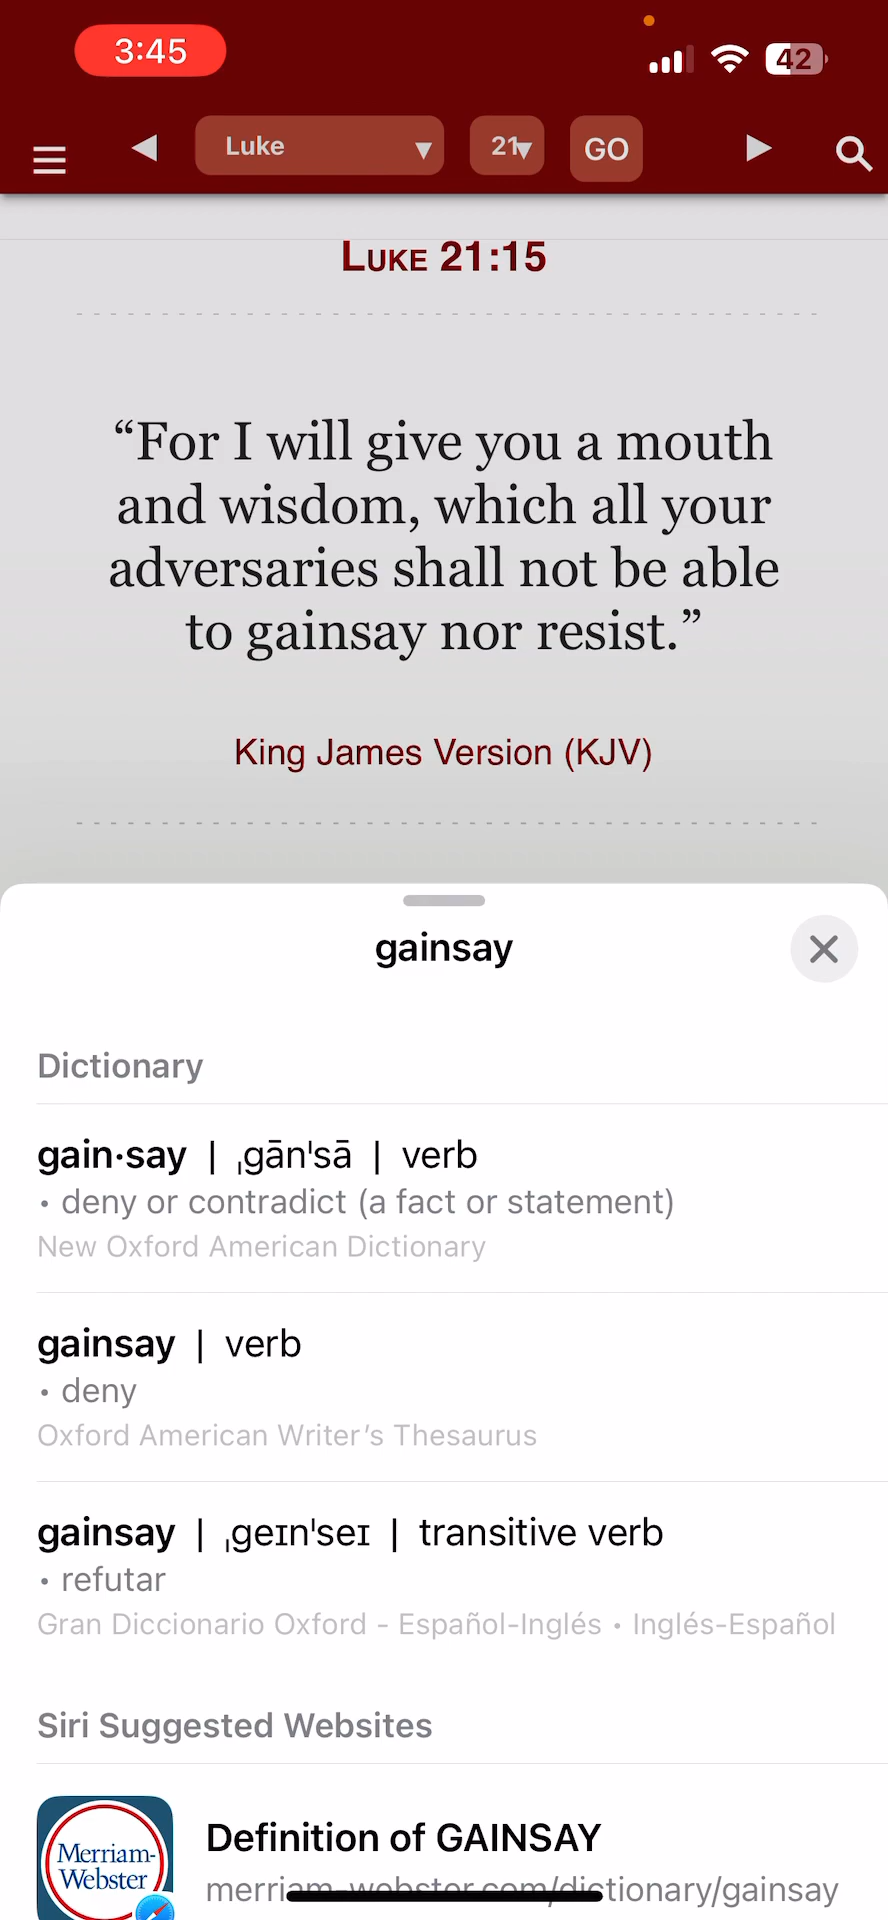 3:45
42
Luke
21
GO
Luke 21:15
“For I will give you a mouth
and wisdom, which all your
adversaries shall not be able
to gainsay nor resist.”
King James Version (KJV)
gainsay
Dictionary
gain·say | ˌgānˈsā | verb
• deny or contradict (a fact or statement)
New Oxford American Dictionary
gainsay | verb
• deny
Oxford American Writer’s Thesaurus
gainsay | ˌgeɪnˈseɪ | transitive verb
• refutar
Gran Diccionario Oxford - Español-Inglés • Inglés-Español
Siri Suggested Websites
Merriam-
Webster
Definition of GAINSAY
merriam-webster.com/dictionary/gainsay